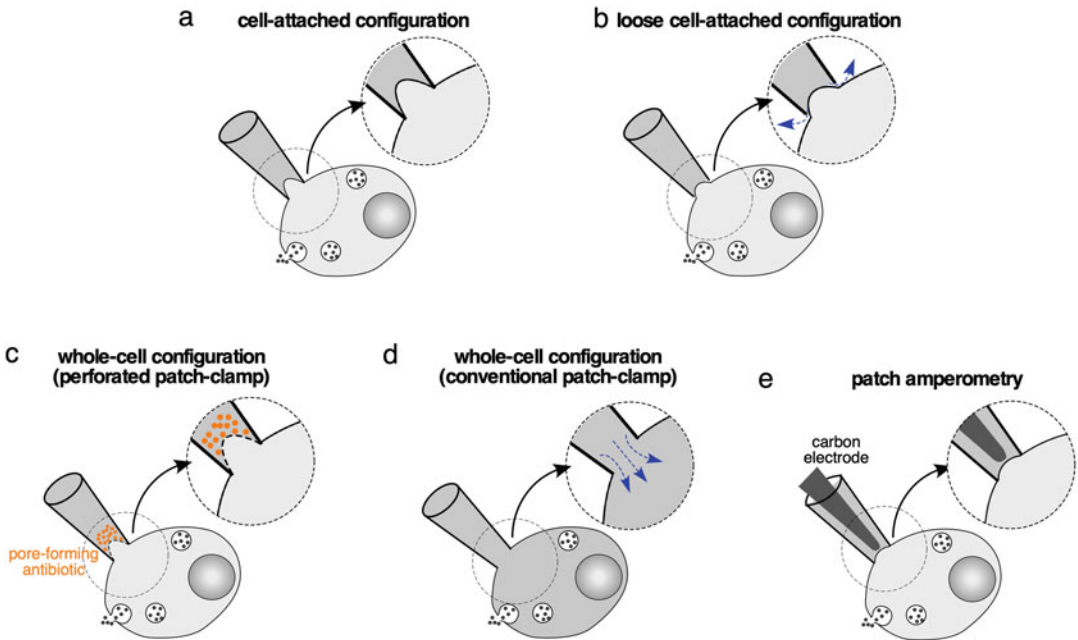 a
cell-attached configuration
b
loose cell-attached configuration
c
whole-cell configuration
(perforated patch-clamp)
pore-forming
antibiotic
d
whole-cell configuration
(conventional patch-clamp)
e
patch amperometry
carbon
electrode